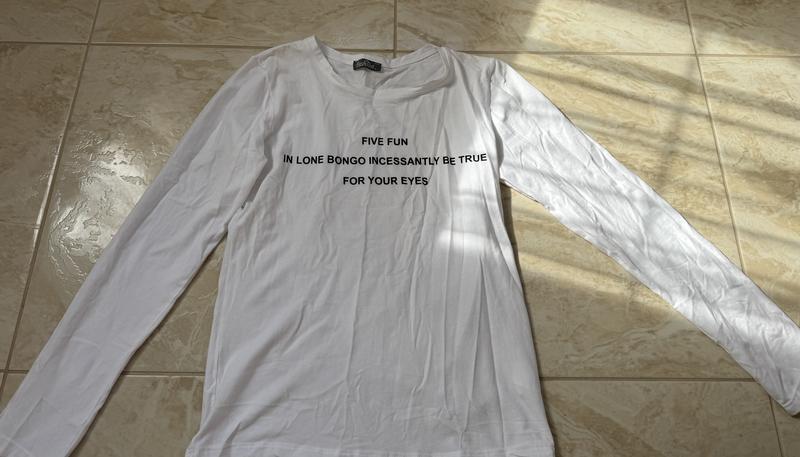 FIVE FUN
IN LONE BONGO INCESSANTLY BE TRUE
FOR YOUR EYES